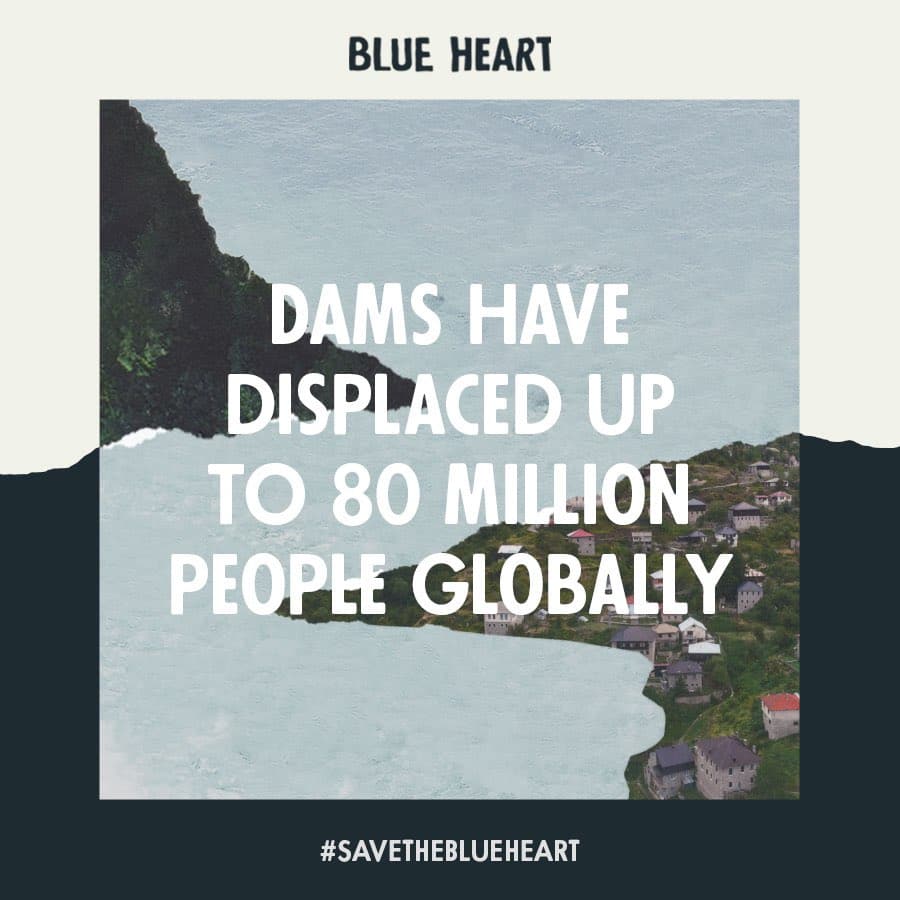 BLUE HEART
DAMS HAVE
DISPLACED UP
TO 80 MILLION
PEOPLE GLOBALLY
#SAVETHEBLUEHEART